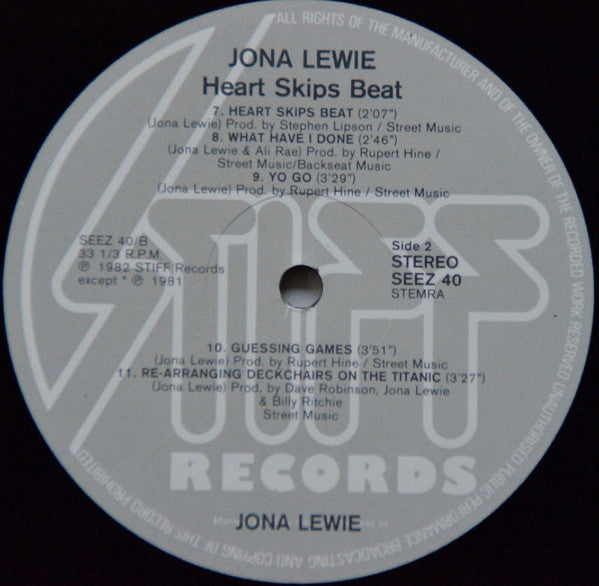 ALL RIGHTS OF THE MANUFACTURER AND OF THE OWNER OF THE RECORDED WORK RESERVED UNAUTHORISED PUBLIC PERFORMANCE BROADCASTING AND COPYING OF THIS RECORD PROHIBITED
JONA LEWIE
Heart Skips Beat
7. HEART SKIPS BEAT (2'07")
(Jona Lewie) Prod. by Stephen Lipson / Street Music
8. WHAT HAVE I DONE (2'46")
(Jona Lewie & Ali Rae) Prod. by Rupert Hine /
Street Music/Backseat Music
9. YO GO (3'29")
(Jona Lewie) Prod. by Rupert Hine / Street Music
SEEZ 40/B
33 1/3 R.P.M.
℗ 1982 STIFF Records
except * ℗ 1981
Side 2
STEREO
SEEZ 40
STEMRA
STIFF
10. GUESSING GAMES (3'51")
(Jona Lewie) Prod. by Rupert Hine / Street Music
11. RE-ARRANGING DECKCHAIRS ON THE TITANIC (3'27")
(Jona Lewie) Prod. by Dave Robinson, Jona Lewie
& Billy Ritchie
Street Music
RECORDS
JONA LEWIE